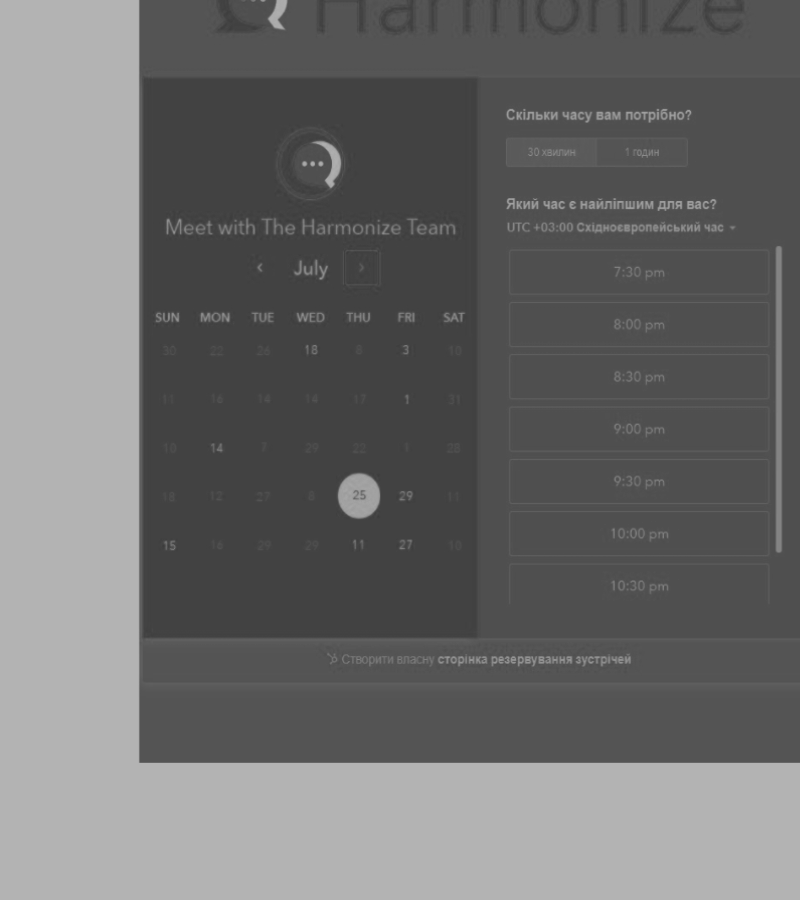 Harmonize
Meet with The Harmonize Team
July
SUN MON TUE WED THU FRI SAT
30 22 26 18 8 3 10
11 16 14 14 17 1 31
10 14 7 29 22 1 28
18 12 27 8 25 29 11
15 16 29 29 11 27 10
Скільки часу вам потрібно?
30 хвилин 1 годин
Який час є найліпшим для вас?
UTC +03:00 Східноєвропейський час
7:30 pm
8:00 pm
8:30 pm
9:00 pm
9:30 pm
10:00 pm
10:30 pm
Створити власну сторінка резервування зустрічей